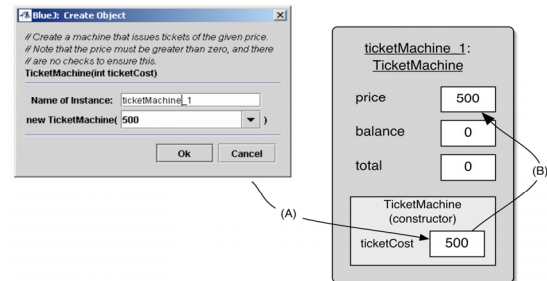 BlueJ: Create Object
// Create a machine that issues tickets of the given price.
// Note that the price must be greater than zero, and there
// are no checks to ensure this.
TicketMachine(int ticketCost)
Name of Instance: ticketMachine_1
new TicketMachine( 500 )
Ok Cancel
(A)
ticketMachine_1:
TicketMachine
price 500
balance 0
total 0
(B)
TicketMachine
(constructor)
ticketCost 500